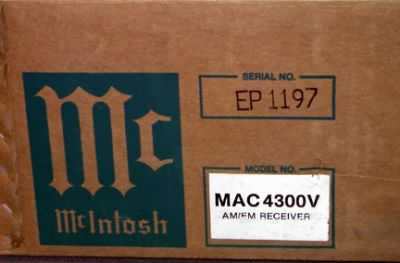 Mc
McIntosh
SERIAL NO.
EP 1197
MODEL NO.
MAC 4300V
AM/FM RECEIVER